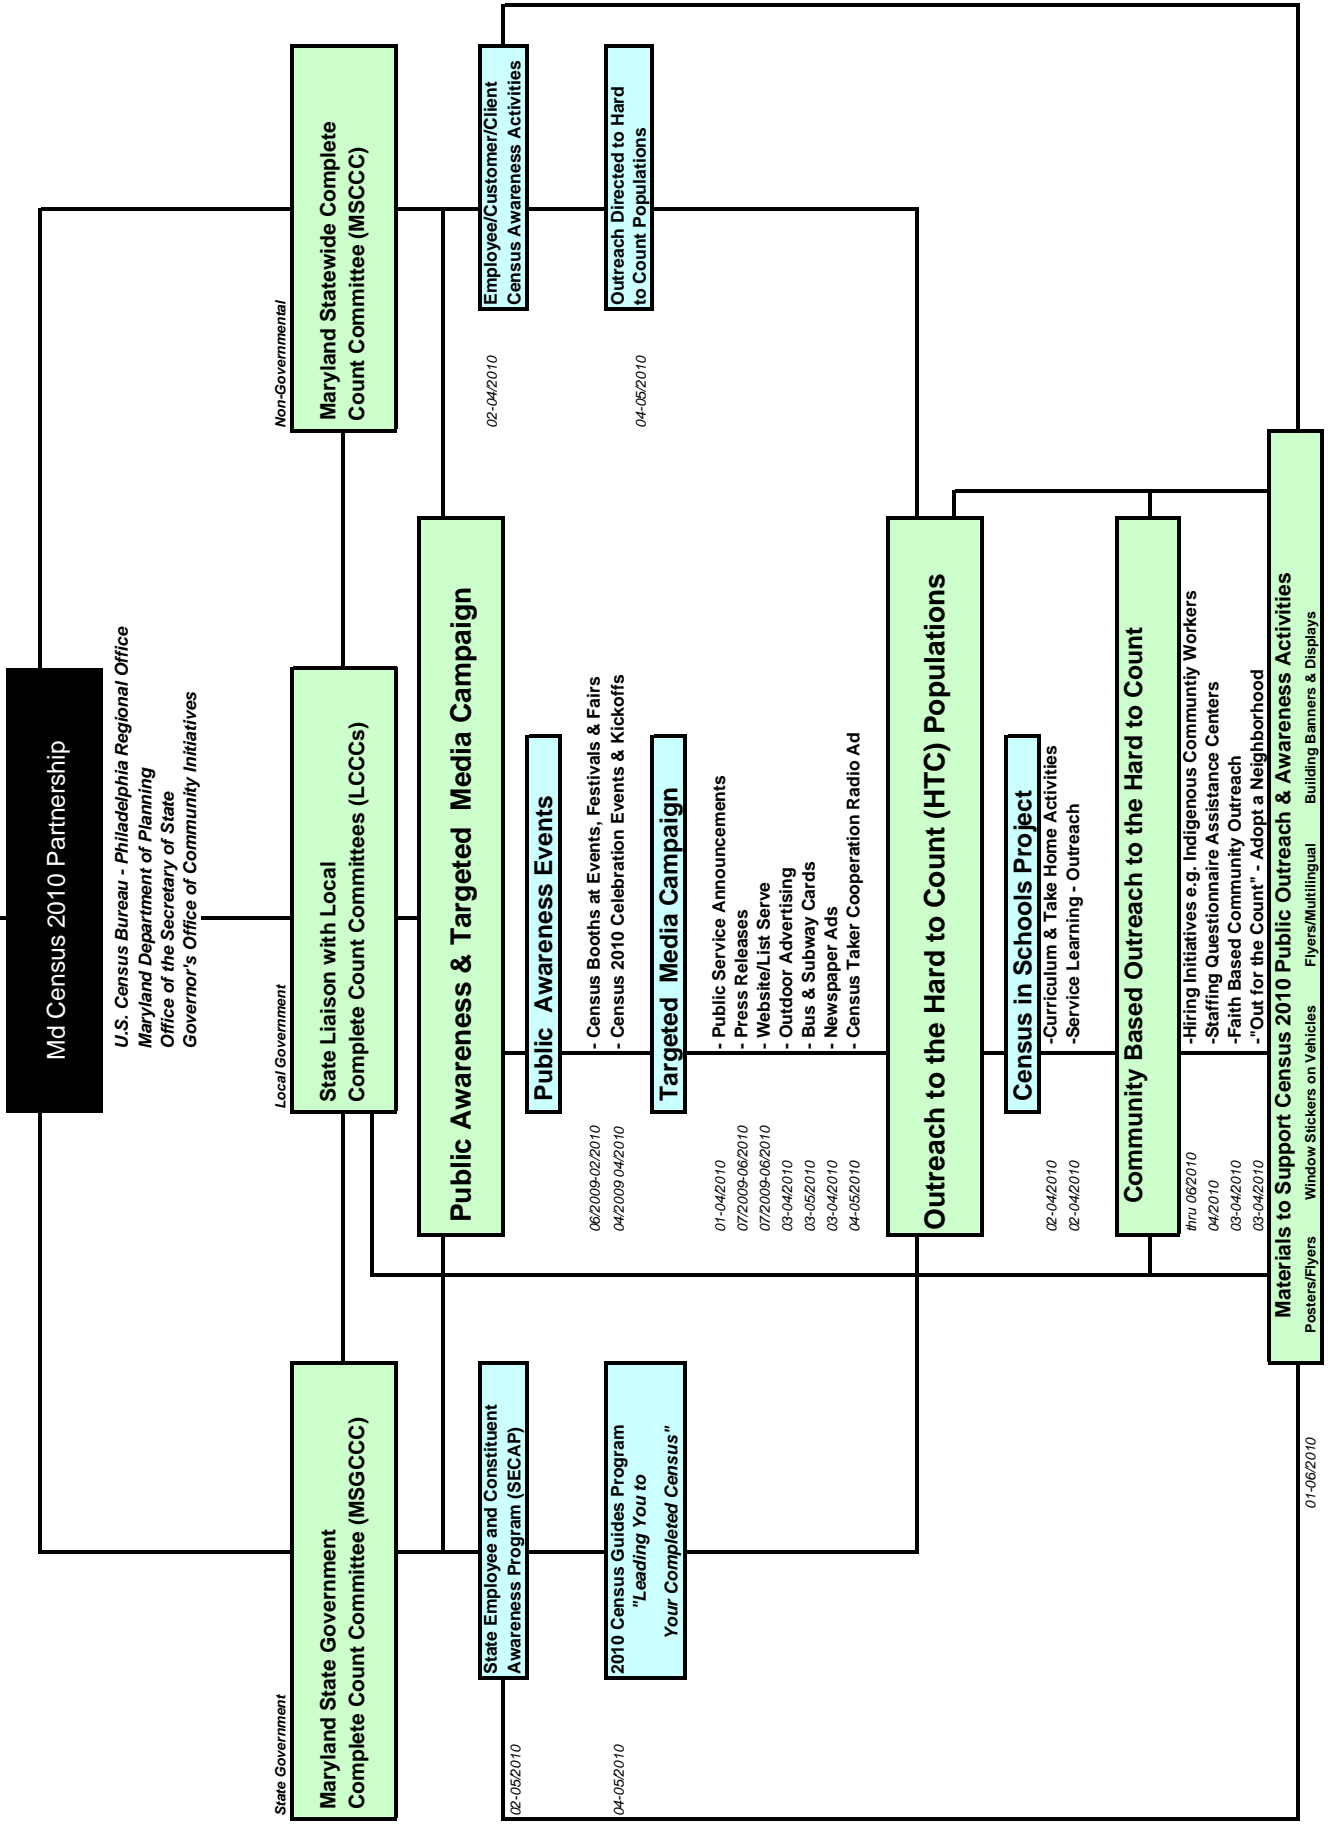 Md Census 2010 Partnership
U.S. Census Bureau - Philadelphia Regional Office
Maryland Department of Planning
Office of the Secretary of State
Governor's Office of Community Initiatives
State Government
Maryland State Government
Complete Count Committee (MSGCCC)
Local Government
State Liaison with Local
Complete Count Committees (LCCCs)
Non-Governmental
Maryland Statewide Complete
Count Committee (MSCCC)
Public Awareness & Targeted Media Campaign
02-05/2010
State Employee and Constituent
Awareness Program (SECAP)
04-05/2010
2010 Census Guides Program
"Leading You to
Your Completed Census"
Public Awareness Events
06/2009-02/2010 - Census Booths at Events, Festivals & Fairs
04/2009 04/2010 - Census 2010 Celebration Events & Kickoffs
Targeted Media Campaign
01-04/2010 - Public Service Announcements
07/2009-06/2010 - Press Releases
07/2009-06/2010 - Website/List Serve
03-04/2010 - Outdoor Advertising
03-05/2010 - Bus & Subway Cards
03-04/2010 - Newspaper Ads
04-05/2010 - Census Taker Cooperation Radio Ad
02-04/2010
Employee/Customer/Client
Census Awareness Activities
04-05/2010
Outreach Directed to Hard
to Count Populations
Outreach to the Hard to Count (HTC) Populations
Census in Schools Project
02-04/2010 -Curriculum & Take Home Activities
02-04/2010 -Service Learning - Outreach
Community Based Outreach to the Hard to Count
thru 06/2010 -Hiring Initiatives e.g. Indigenous Communtiy Workers
04/2010 -Staffing Questionnaire Assistance Centers
03-04/2010 -Faith Based Community Outreach
03-04/2010 -"Out for the Count" - Adopt a Neighborhood
01-06/2010
Materials to Support Census 2010 Public Outreach & Awareness Activities
Posters/Flyers Window Stickers on Vehicles Flyers/Multilingual Building Banners & Displays